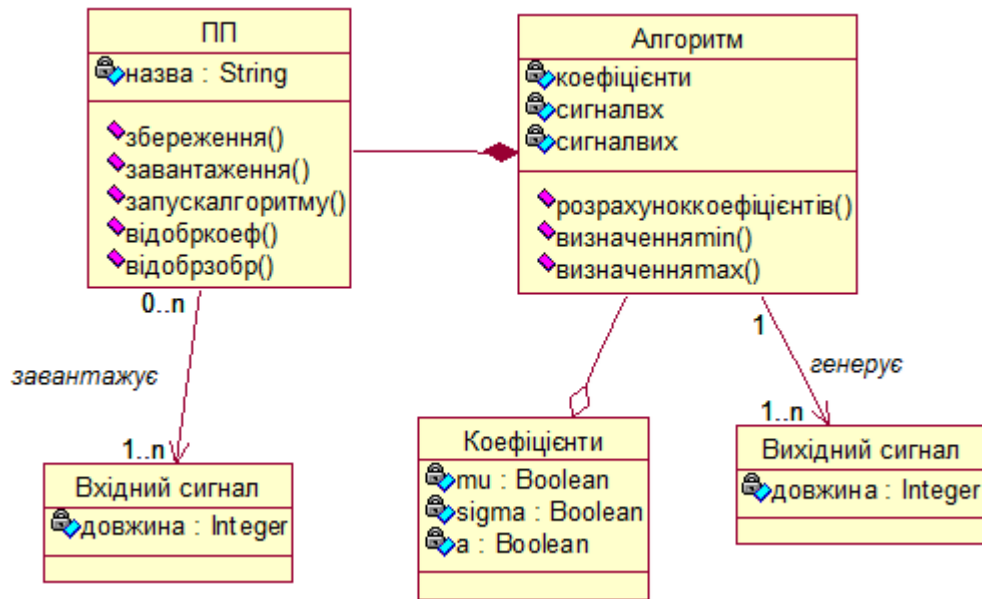 ПП
назва : String
збереження()
завантаження()
запускалгоритму()
відобркоеф()
відобрзобр()
Алгоритм
коефіцієнти
сигналвх
сигналвих
розрахуноккоефіцієнтів()
визначенняmin()
визначенняmax()
0..n
завантажує
1..n
1
генерує
1..n
Вхідний сигнал
довжина : Integer
Коефіцієнти
mu : Boolean
sigma : Boolean
a : Boolean
Вихідний сигнал
довжина : Integer